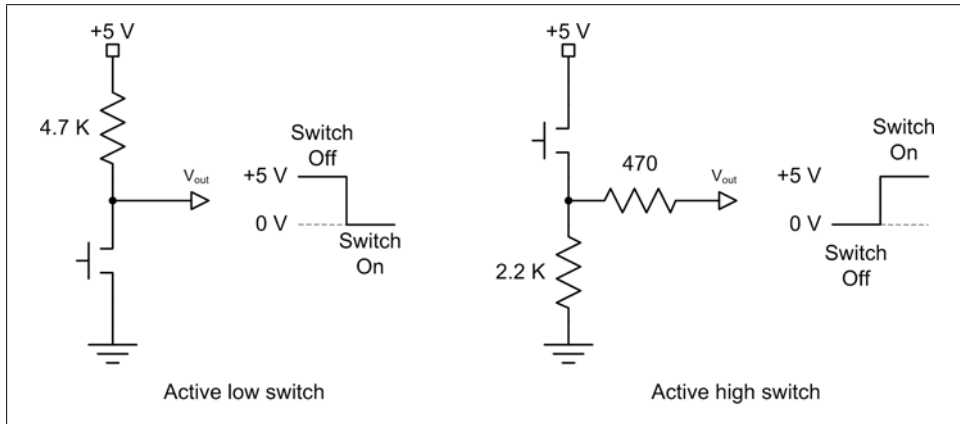 +5 V
4.7 K
Vout
Switch
Off
+5 V
0 V
Switch
On
Active low switch
+5 V
470
Vout
2.2 K
Switch
On
+5 V
0 V
Switch
Off
Active high switch